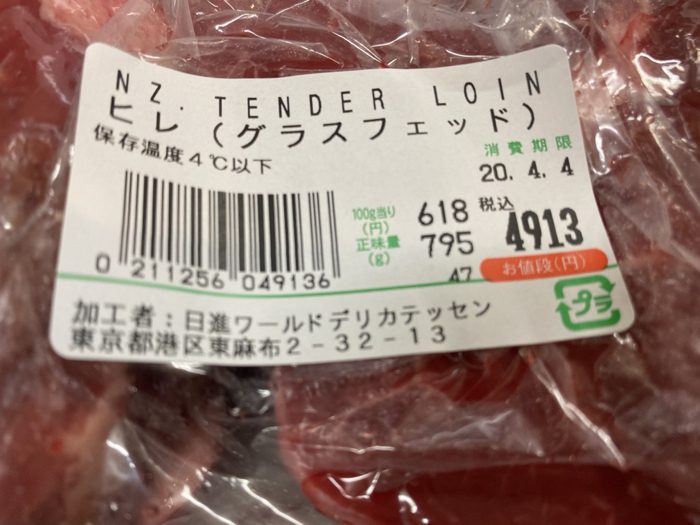 NZ. TENDER LOIN
ヒレ(グラスフェッド)
保存温度4℃以下
消費期限
20. 4. 4
100g当り(円) 618
正味量(g) 795
税込 4913
お値段(円)
47
0 211256 049136
プラ
加工者:日進ワールドデリカテッセン
東京都港区東麻布2-32-13